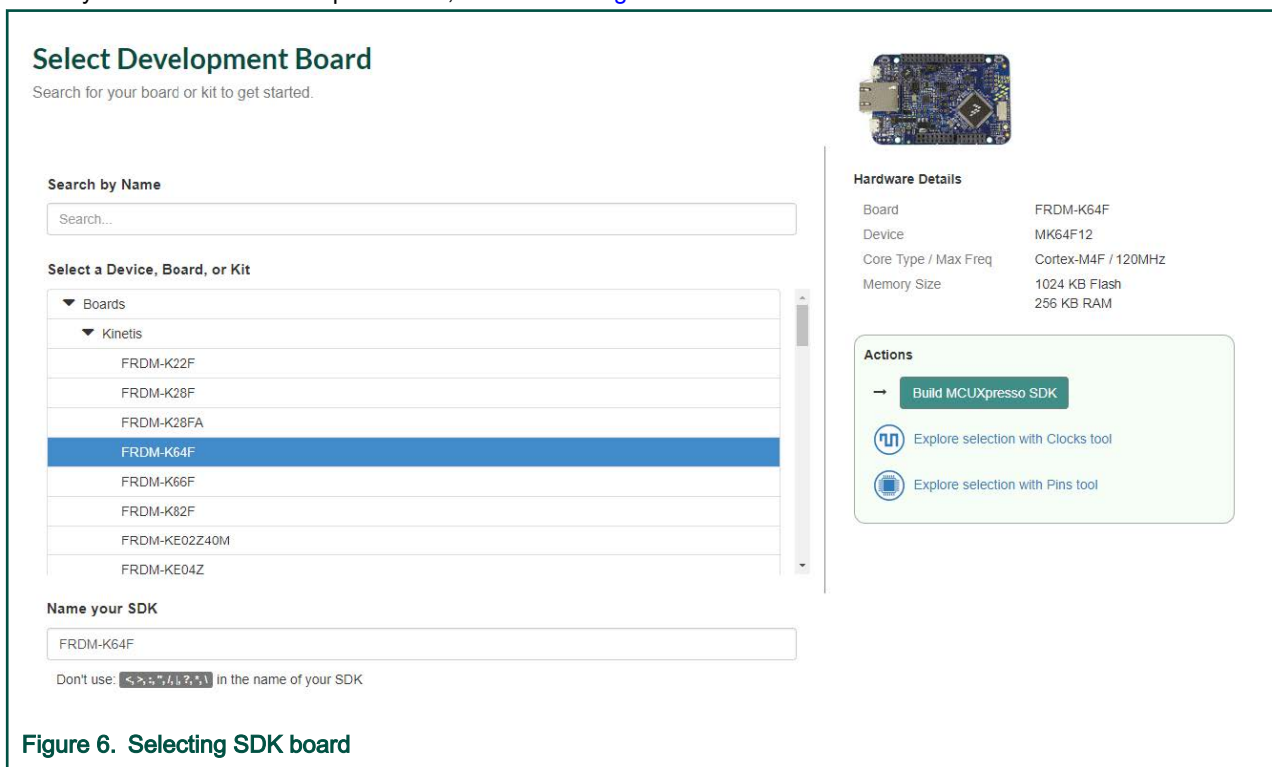 Select Development Board
Search for your board or kit to get started.
Search by Name
Search...
Select a Device, Board, or Kit
Boards
Kinetis
FRDM-K22F
FRDM-K28F
FRDM-K28FA
FRDM-K64F
FRDM-K66F
FRDM-K82F
FRDM-KE02Z40M
FRDM-KE04Z
Name your SDK
FRDM-K64F
Don't use: <,>,:,",/,|,?,*,\ in the name of your SDK
Hardware Details
Board FRDM-K64F
Device MK64F12
Core Type / Max Freq Cortex-M4F / 120MHz
Memory Size 1024 KB Flash
256 KB RAM
Actions
→ Build MCUXpresso SDK
Explore selection with Clocks tool
Explore selection with Pins tool
Figure 6. Selecting SDK board